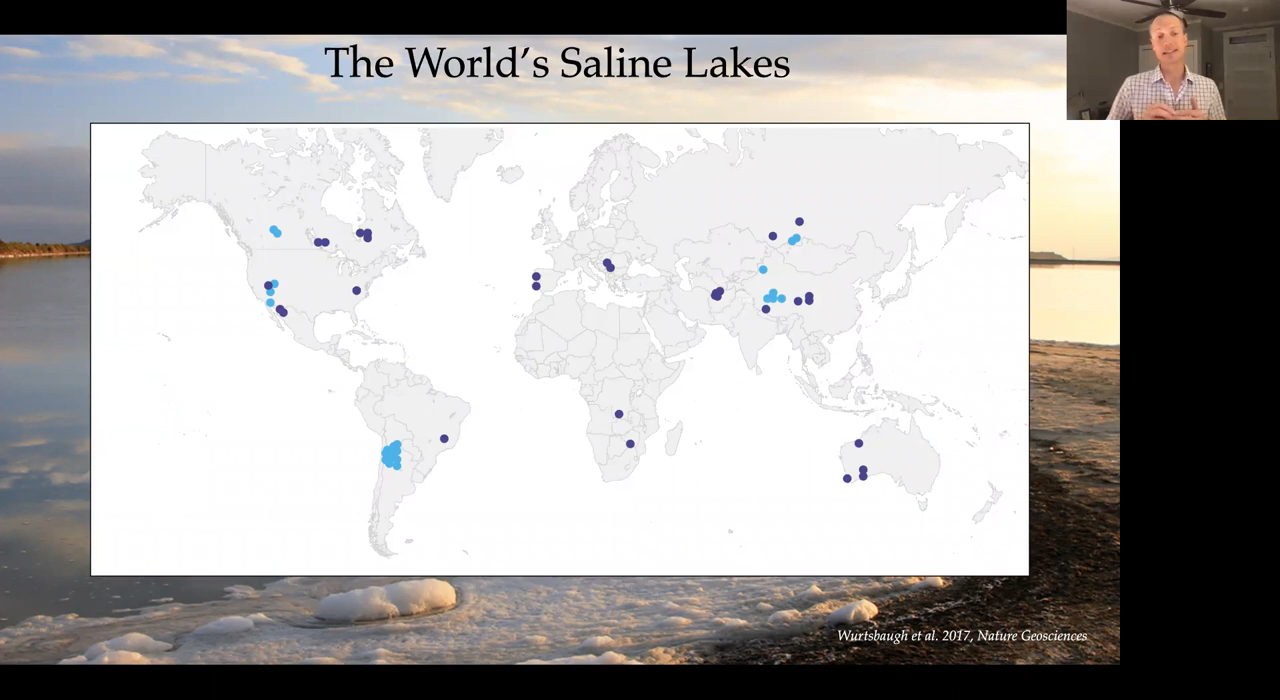 The World's Saline Lakes
Wurtsbaugh et al. 2017, Nature Geosciences